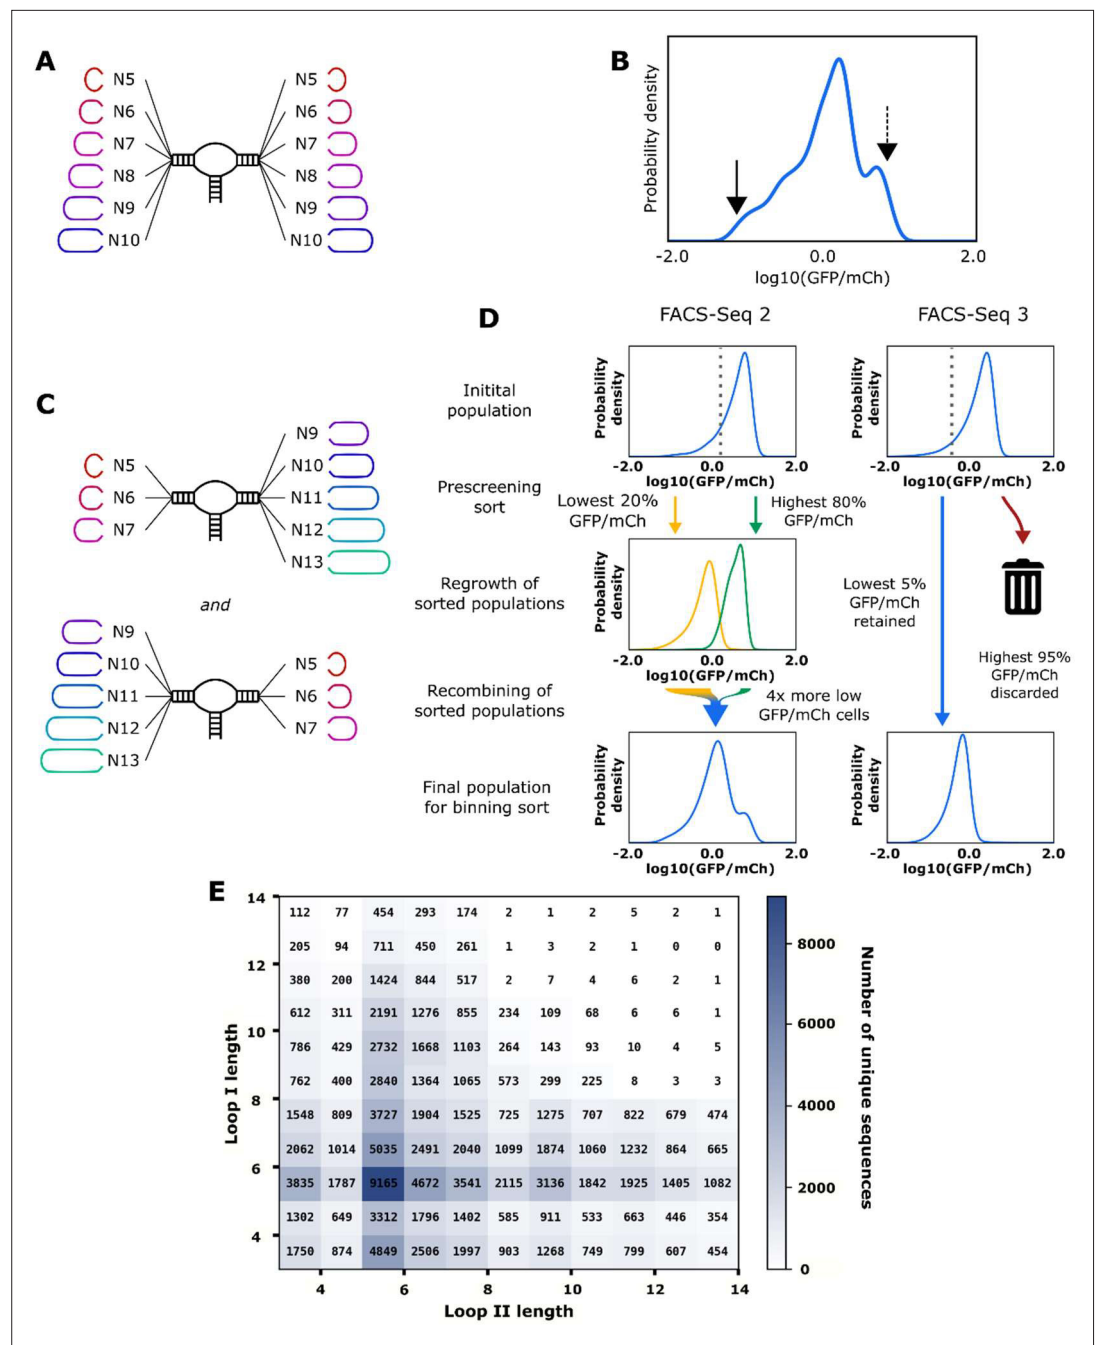 A
N5
N6
N7
N8
N9
N10
N5
N6
N7
N8
N9
N10
B
Probability density
-2.0
0.0
2.0
log10(GFP/mCh)
C
N5
N6
N7
N9
N10
N11
N12
N13
and
N9
N10
N11
N12
N13
N5
N6
N7
D
FACS-Seq 2
FACS-Seq 3
Initital
population
Probability
density
-2.0
0.0
2.0
log10(GFP/mCh)
Probability
density
-2.0
0.0
2.0
log10(GFP/mCh)
Prescreening
sort
Lowest 20%
GFP/mCh
Highest 80%
GFP/mCh
Regrowth of
sorted populations
Probability
density
-2.0
0.0
2.0
log10(GFP/mCh)
Lowest 5%
GFP/mCh
retained
Highest 95%
GFP/mCh
discarded
Recombining of
sorted populations
4x more low
GFP/mCh cells
Final population
for binning sort
Probability
density
-2.0
0.0
2.0
log10(GFP/mCh)
Probability
density
-2.0
0.0
2.0
log10(GFP/mCh)
E
Loop I length
14
12
10
8
6
4
112 77 454 293 174 2 1 2 5 2 1
205 94 711 450 261 1 3 2 1 0 0
380 200 1424 844 517 2 7 4 6 2 1
612 311 2191 1276 855 234 109 68 6 6 1
786 429 2732 1668 1103 264 143 93 10 4 5
762 400 2840 1364 1065 573 299 225 8 3 3
1548 809 3727 1904 1525 725 1275 707 822 679 474
2062 1014 5035 2491 2040 1099 1874 1060 1232 864 665
3835 1787 9165 4672 3541 2115 3136 1842 1925 1405 1082
1302 649 3312 1796 1402 585 911 533 663 446 354
1750 874 4849 2506 1997 903 1268 749 799 607 454
4 6 8 10 12 14
Loop II length
8000
6000
4000
2000
0
Number of unique sequences